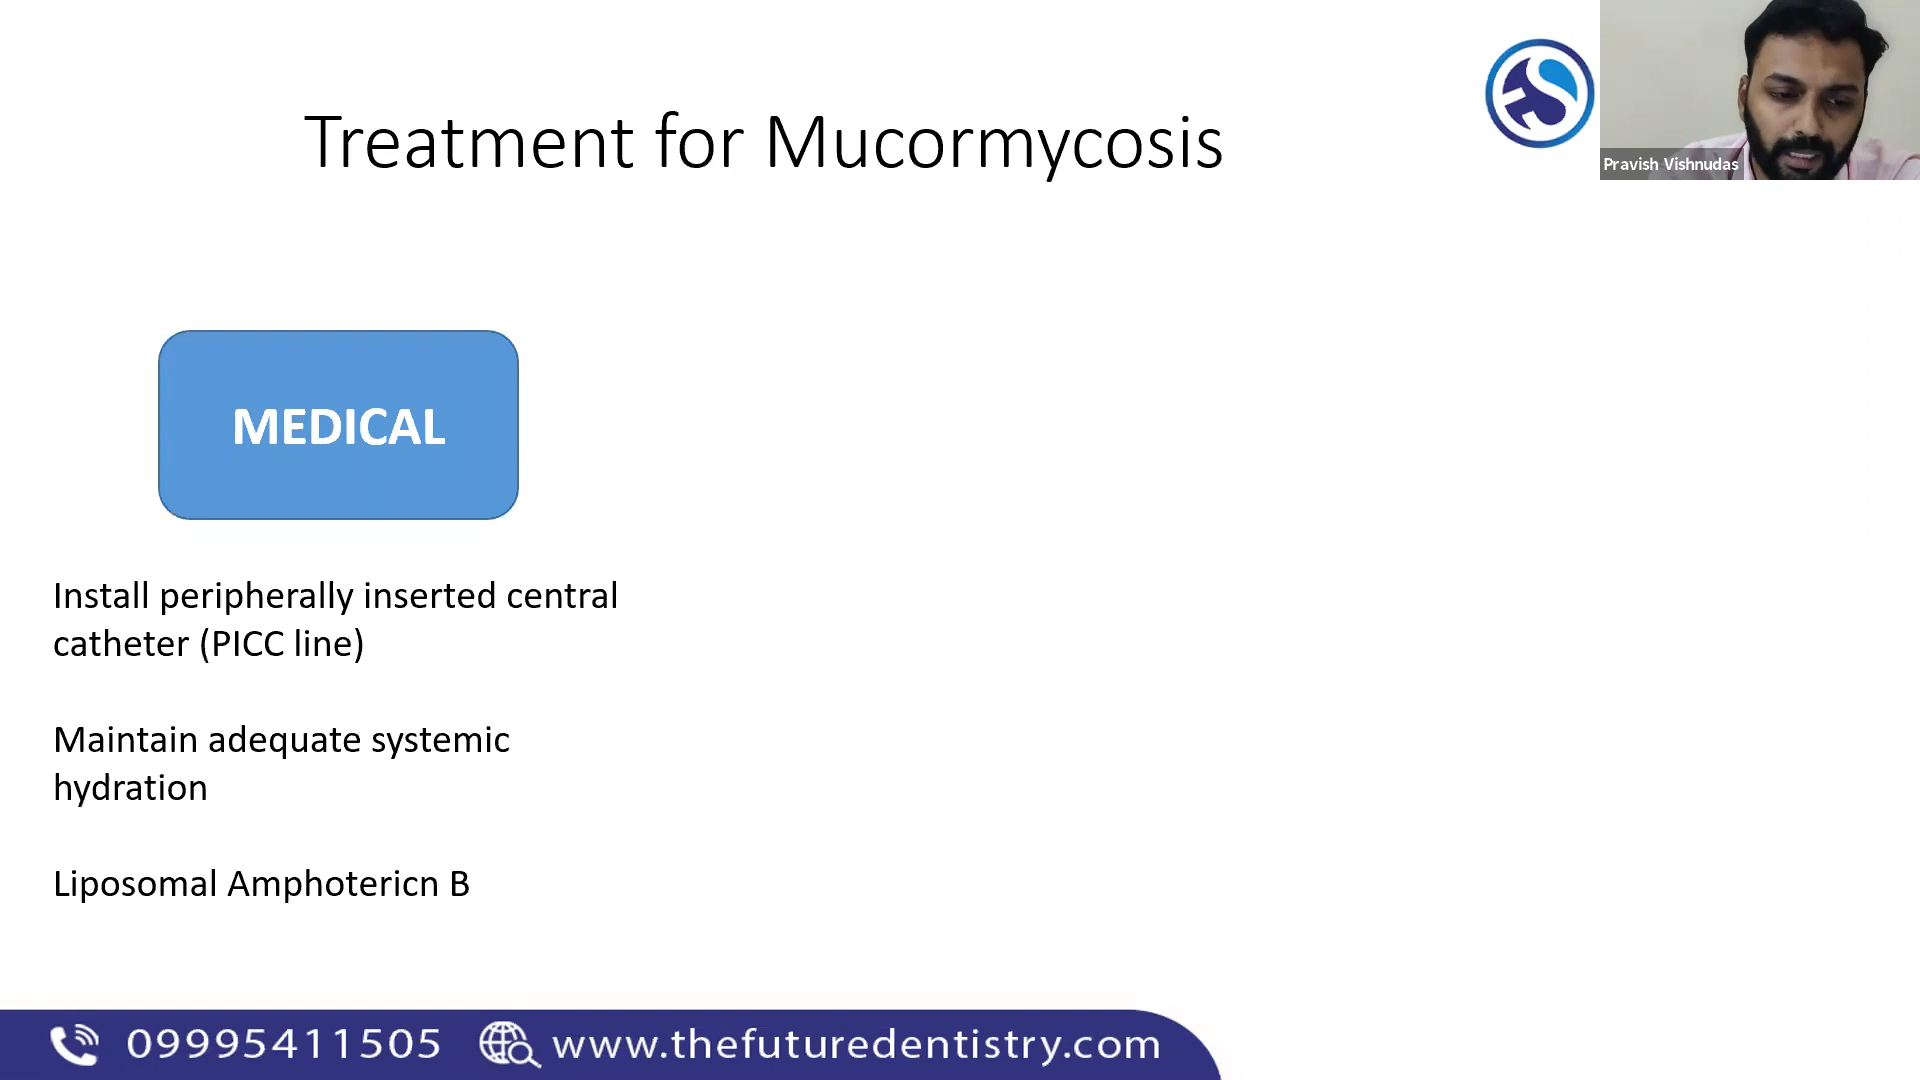 Treatment for Mucormycosis
Pravish Vishnudas
MEDICAL
Install peripherally inserted central
catheter (PICC line)
Maintain adequate systemic
hydration
Liposomal Amphotericn B
09995411505 www.thefuturedentistry.com